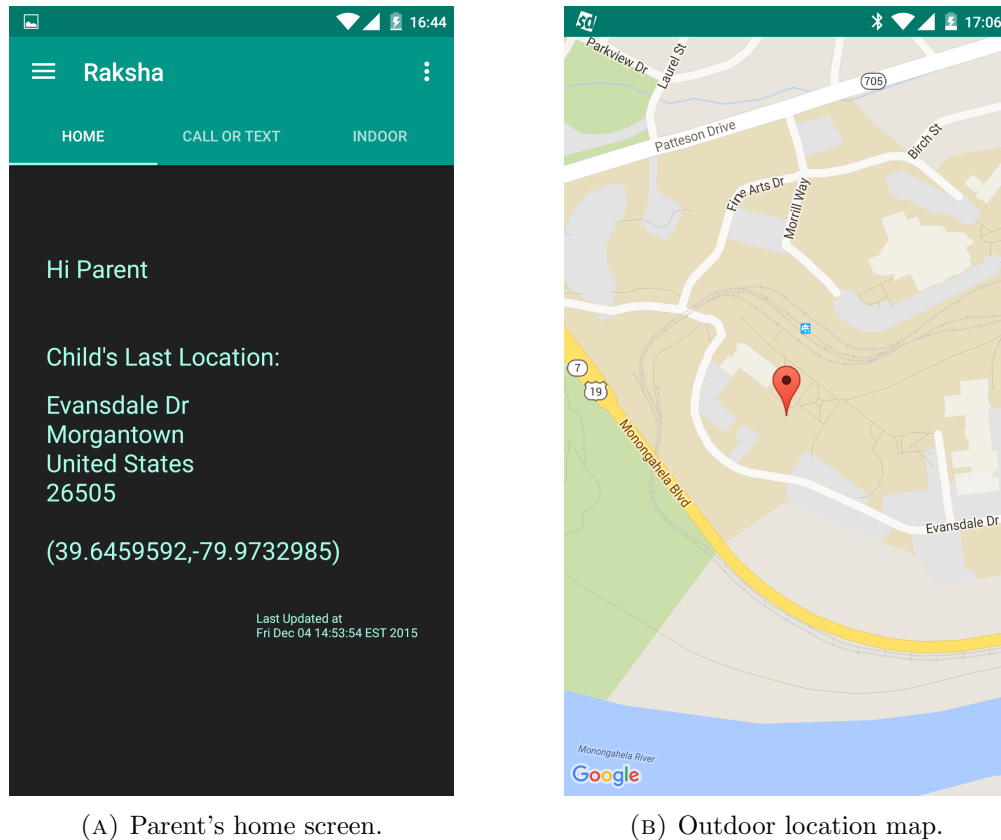 16:44
Raksha
HOME CALL OR TEXT INDOOR
Hi Parent
Child's Last Location:
Evansdale Dr
Morgantown
United States
26505
(39.6459592,-79.9732985)
Last Updated at
Fri Dec 04 14:53:54 EST 2015
(A) Parent's home screen.
17:06
Parkview Dr
Laurel St
705
Patteson Drive
Birch St
Fine Arts Dr
Morrill Way
7
19
Monongahela Blvd
Evansdale Dr
Monongahela River
Google
(B) Outdoor location map.